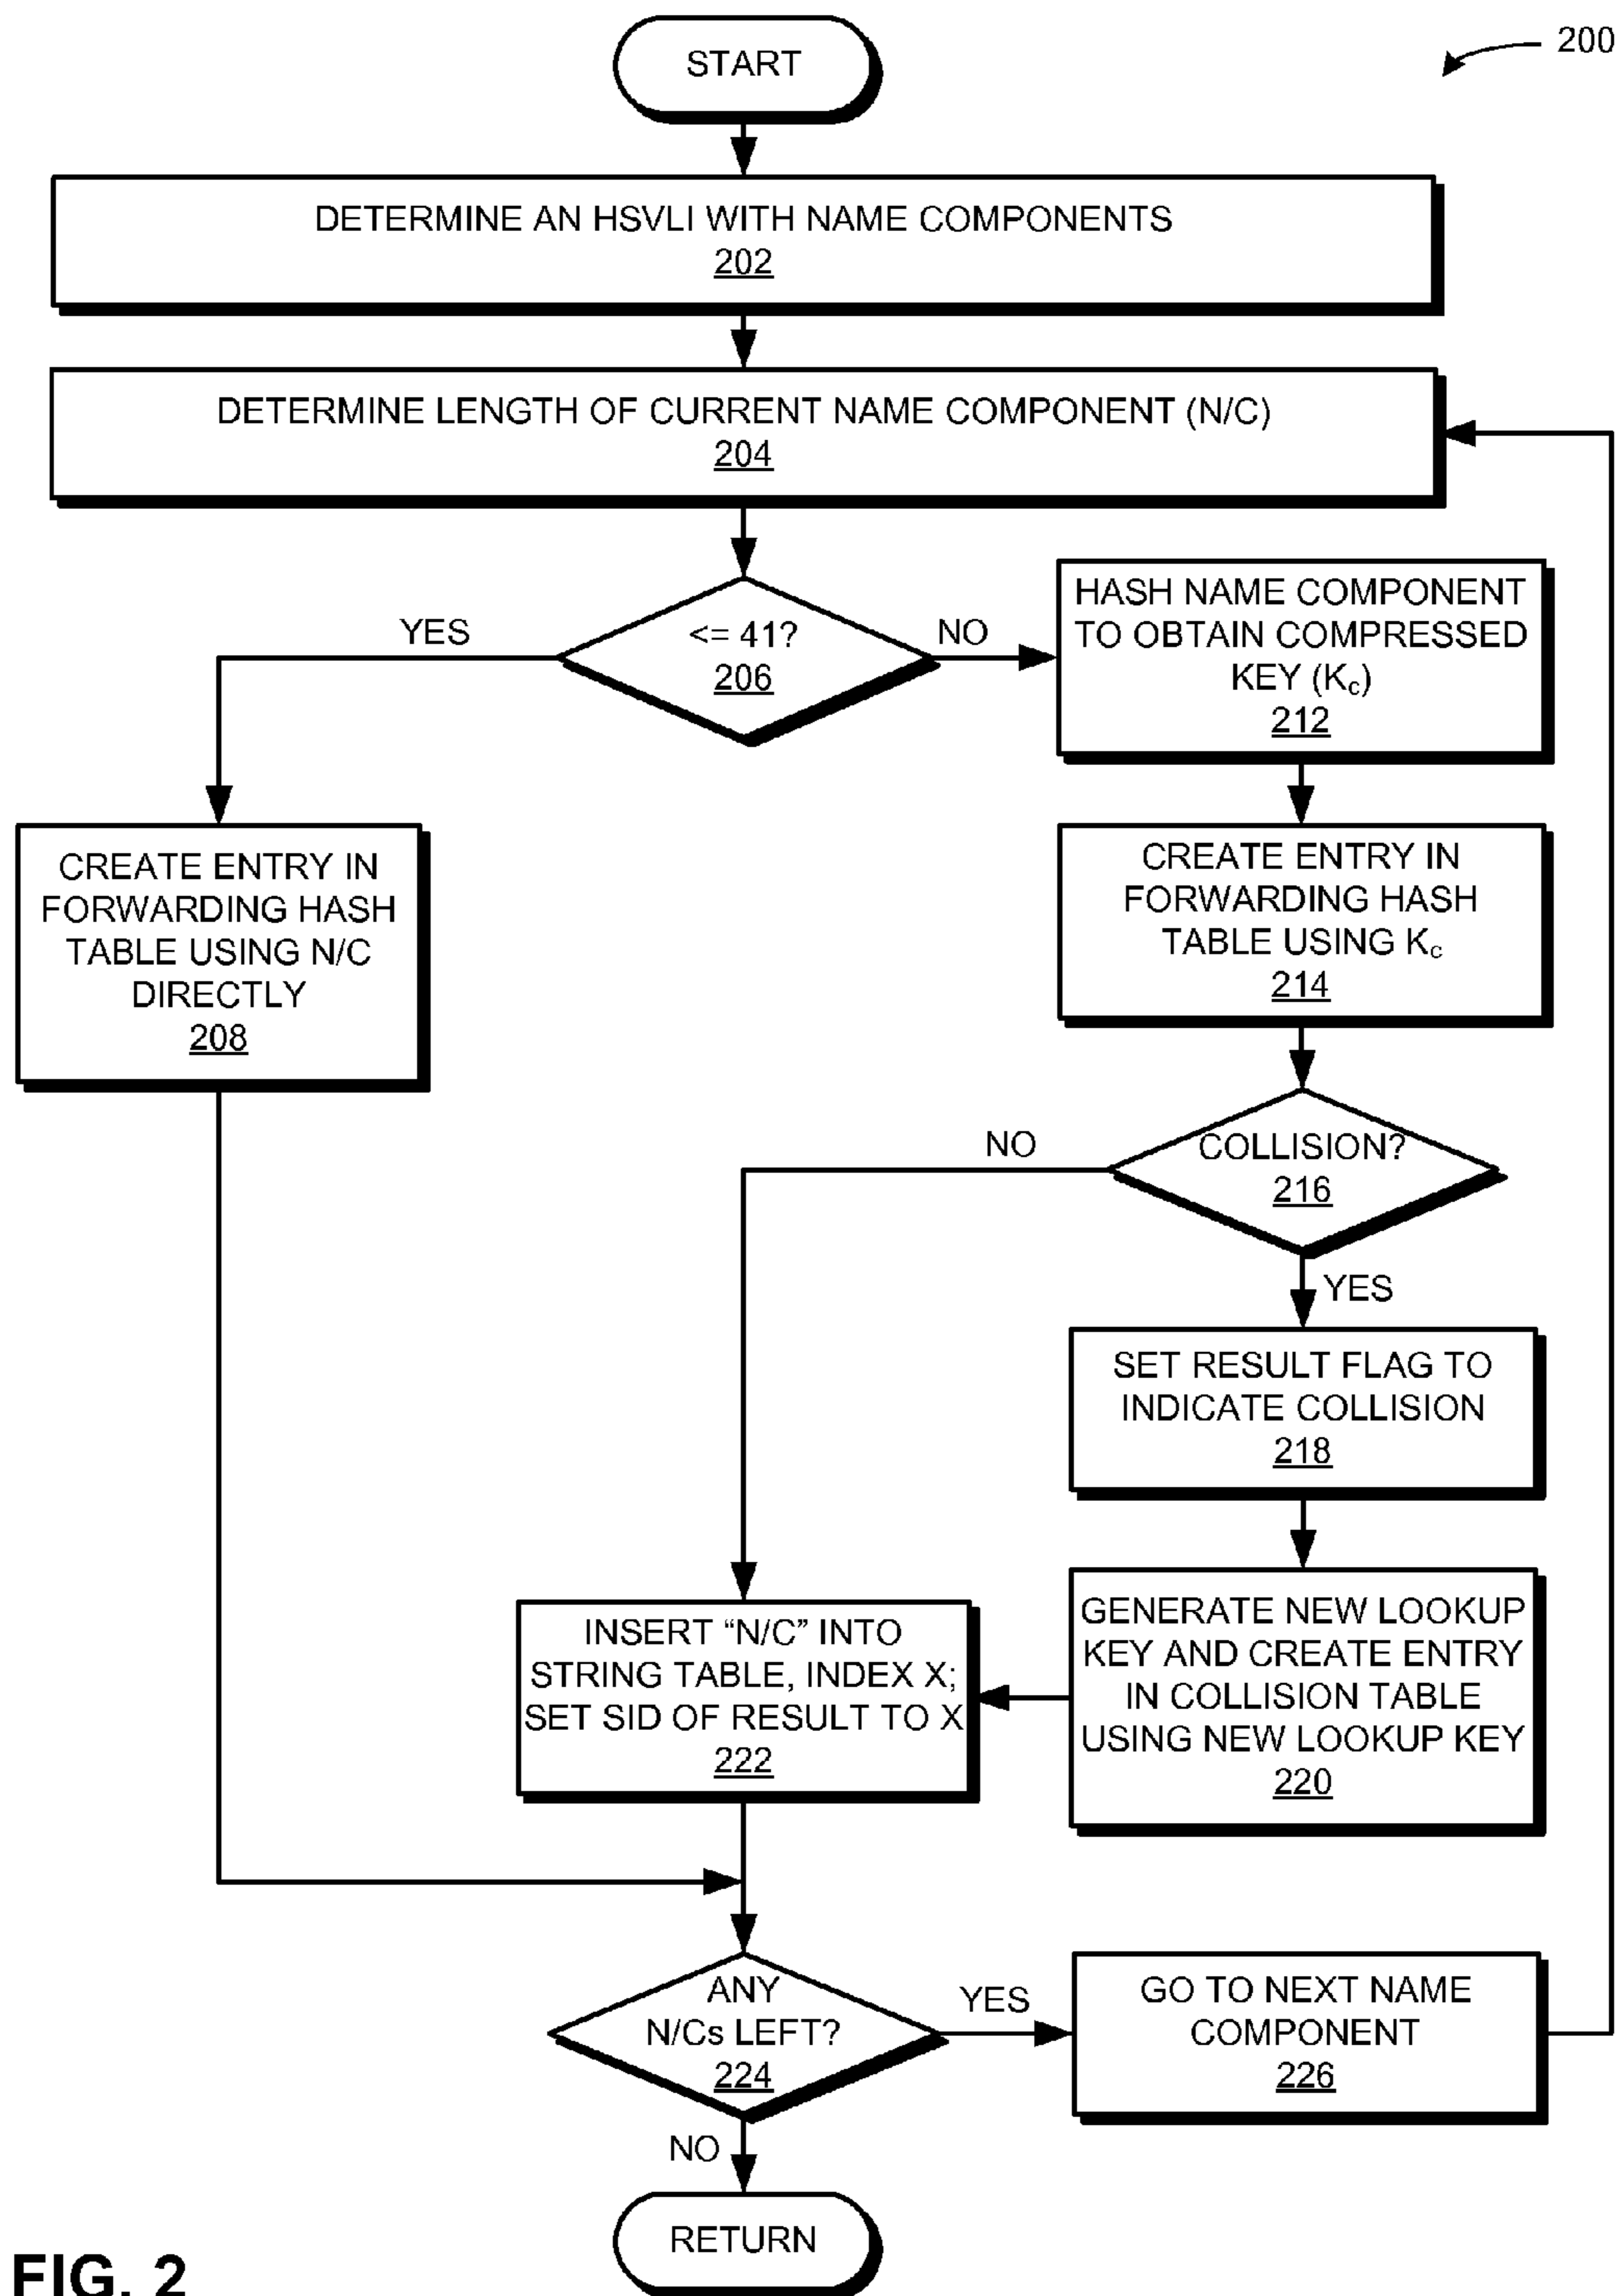 START
200
DETERMINE AN HSVLI WITH NAME COMPONENTS
202
DETERMINE LENGTH OF CURRENT NAME COMPONENT (N/C)
204
<= 41?
206
YES
NO
HASH NAME COMPONENT
TO OBTAIN COMPRESSED
KEY (Kc)
212
CREATE ENTRY IN
FORWARDING HASH
TABLE USING N/C
DIRECTLY
208
CREATE ENTRY IN
FORWARDING HASH
TABLE USING Kc
214
COLLISION?
216
NO
YES
SET RESULT FLAG TO
INDICATE COLLISION
218
GENERATE NEW LOOKUP
KEY AND CREATE ENTRY
IN COLLISION TABLE
USING NEW LOOKUP KEY
220
INSERT “N/C” INTO
STRING TABLE, INDEX X;
SET SID OF RESULT TO X
222
ANY
N/Cs LEFT?
224
YES
GO TO NEXT NAME
COMPONENT
226
NO
RETURN
FIG. 2